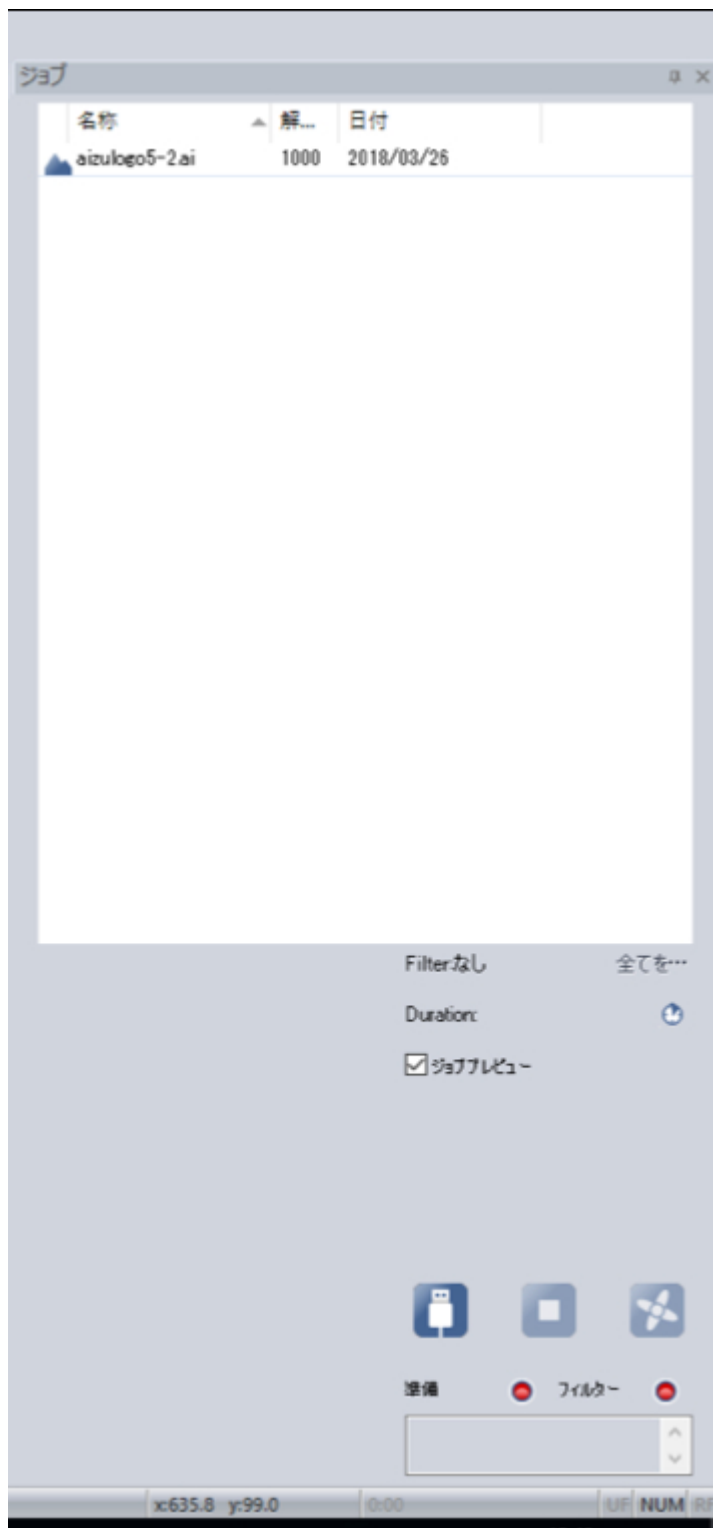 ジョブ
名称 解... 日付
aizulogo5-2.ai 1000 2018/03/26
Filter:なし 全てを…
Duration:
ジョブプレビュー
準備 フィルター
x:635.8 y:99.0 0:00 UF NUM RF